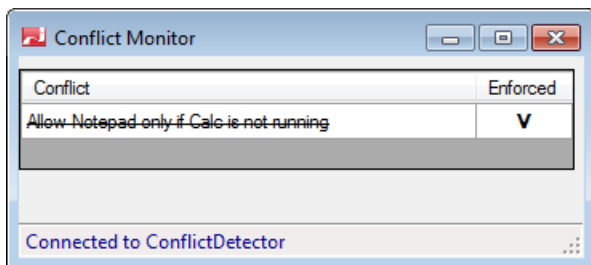 Conflict Monitor
Conflict Enforced
Allow Notepad only if Calc is not running V
Connected to ConflictDetector